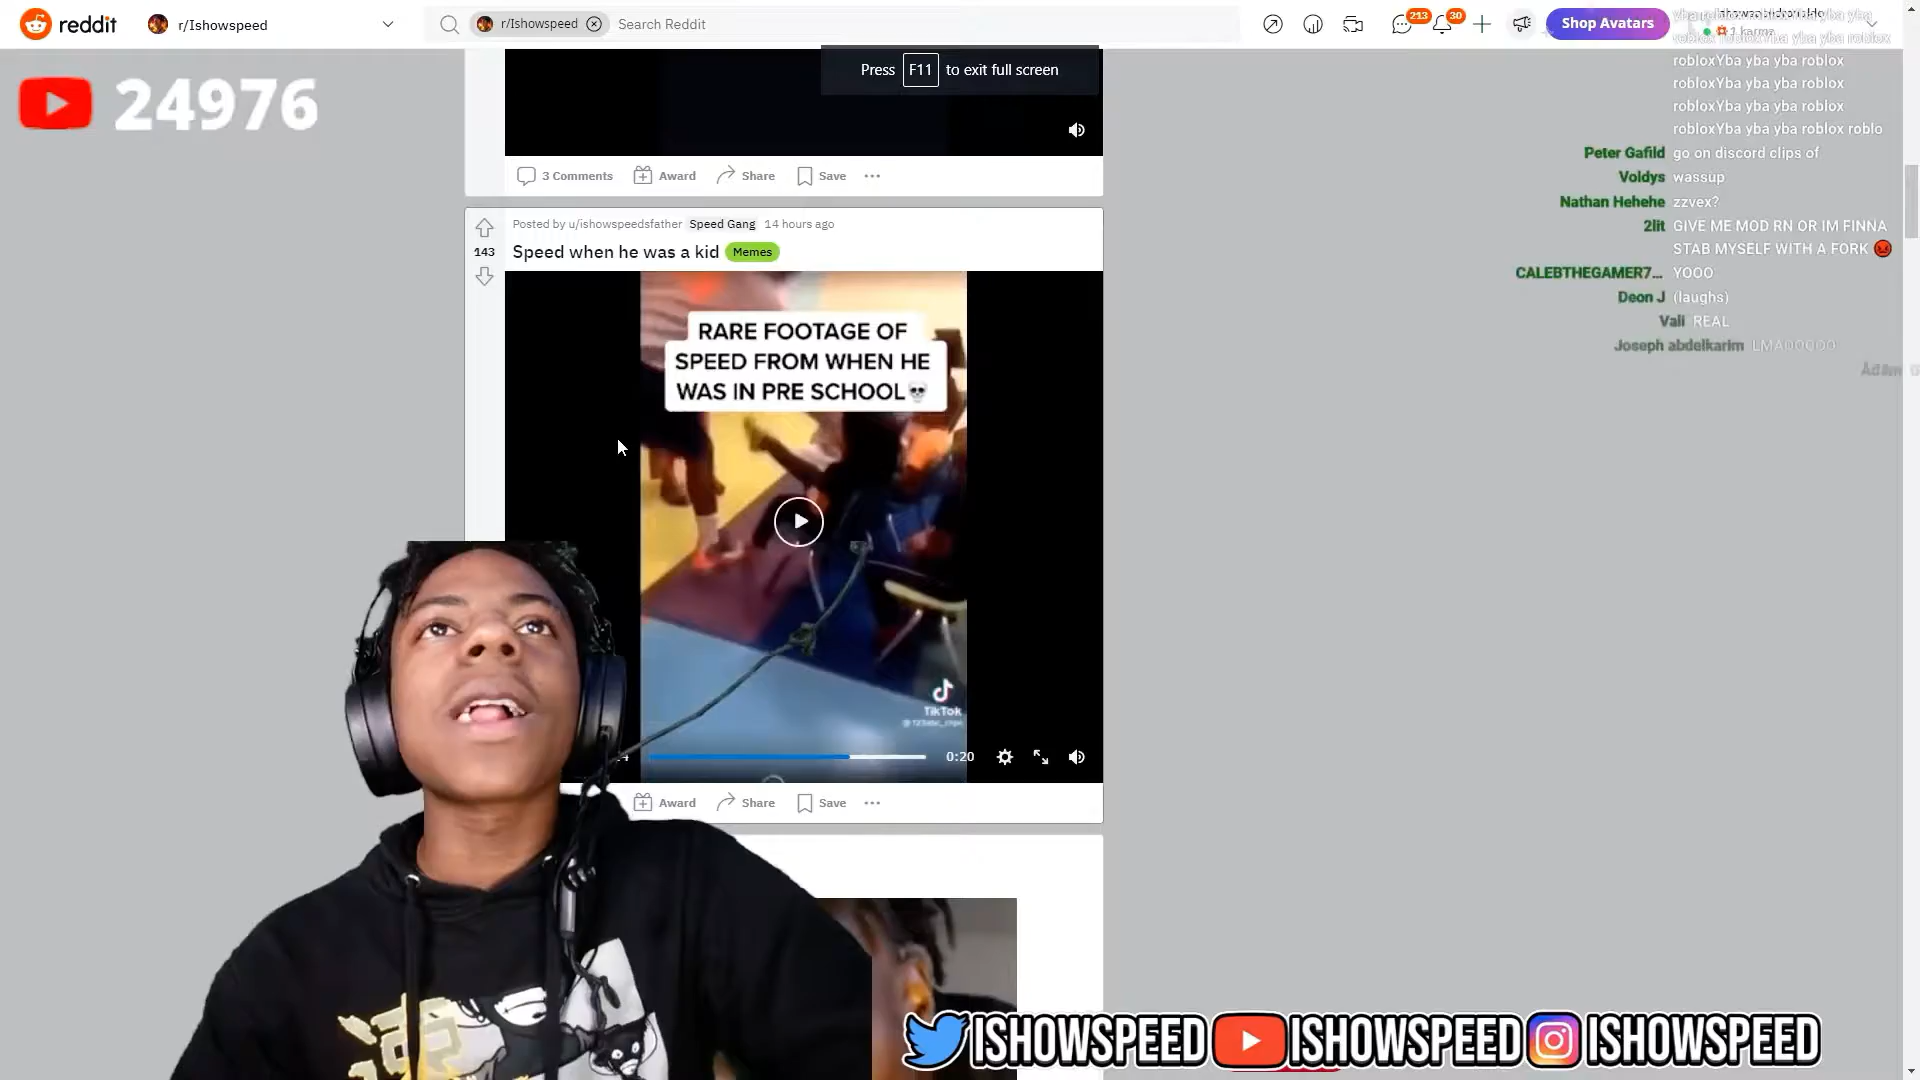 reddit
r/Ishowspeed
r/Ishowspeed
Search Reddit
213
30
Shop Avatars
1 karma
Press F11 to exit full screen
24976
robloxYba yba yba roblox
robloxYba yba yba roblox
robloxYba yba yba roblox
robloxYba yba yba roblox roblo
Peter Gafild go on discord clips of
Voldys wassup
Nathan Hehehe zzvex?
2lit GIVE ME MOD RN OR IM FINNA
STAB MYSELF WITH A FORK
CALEBTHEGAMER7... YOOO
Deon J (laughs)
Vali REAL
Joseph abdelkarim LMAOOOOO
Adam
3 Comments Award Share Save
Posted by u/ishowspeedsfather Speed Gang 14 hours ago
143
Speed when he was a kid Memes
RARE FOOTAGE OF
SPEED FROM WHEN HE
WAS IN PRE SCHOOL💀
TikTok
0:20
Award Share Save
ISHOWSPEED ISHOWSPEED ISHOWSPEED